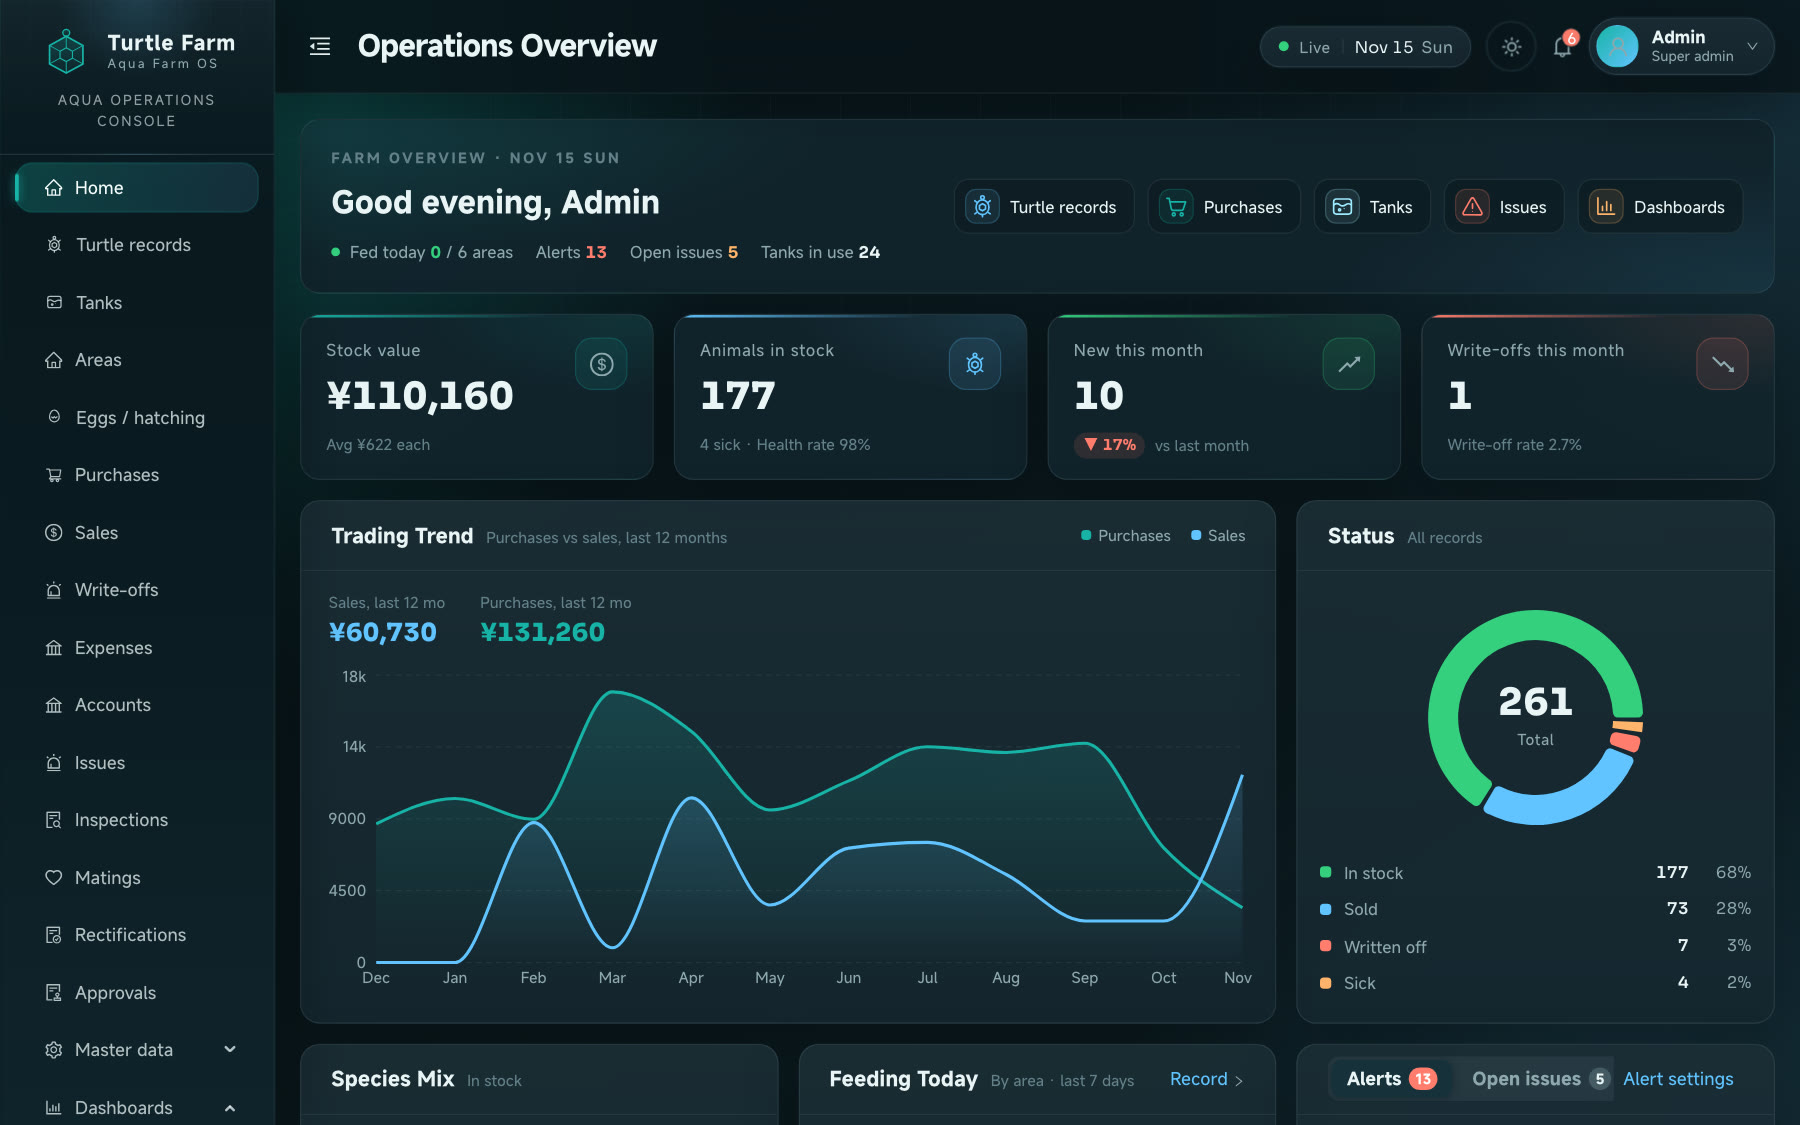 Turtle Farm
Aqua Farm OS
AQUA OPERATIONS
CONSOLE
Home
Turtle records
Tanks
Areas
Eggs / hatching
Purchases
Sales
Write-offs
Expenses
Accounts
Issues
Inspections
Matings
Rectifications
Approvals
Master data
Dashboards
Operations Overview
Live Nov 15 Sun
6
Admin
Super admin
FARM OVERVIEW · NOV 15 SUN
Good evening, Admin
Fed today 0 / 6 areas Alerts 13 Open issues 5 Tanks in use 24
Turtle records Purchases Tanks Issues Dashboards
Stock value
¥110,160
Avg ¥622 each
Animals in stock
177
4 sick · Health rate 98%
New this month
10
▼ 17% vs last month
Write-offs this month
1
Write-off rate 2.7%
Trading Trend Purchases vs sales, last 12 months
Purchases Sales
Sales, last 12 mo
¥60,730
Purchases, last 12 mo
¥131,260
18k
14k
9000
4500
0
Dec Jan Feb Mar Apr May Jun Jul Aug Sep Oct Nov
Status All records
261
Total
In stock 177 68%
Sold 73 28%
Written off 7 3%
Sick 4 2%
Species Mix In stock
Feeding Today By area · last 7 days Record >
Alerts 13 Open issues 5 Alert settings